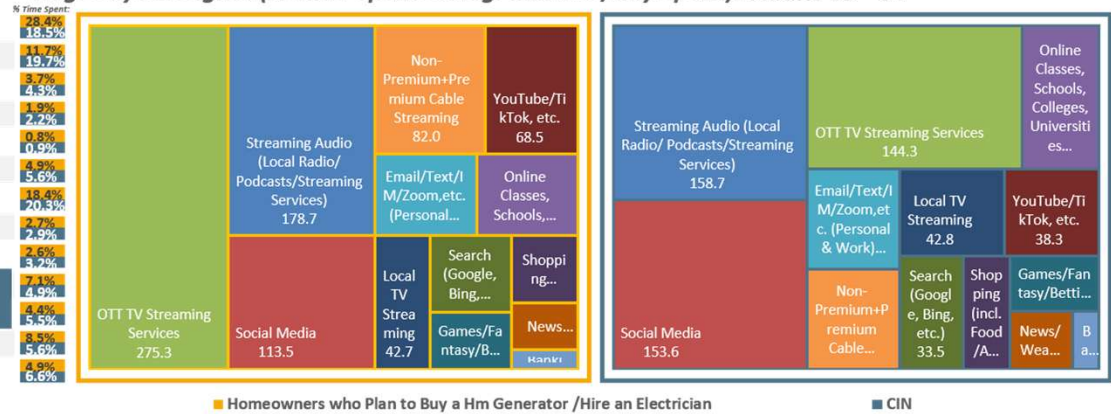 % Time Spent:
28.4%
18.5%
11.7%
19.7%
3.7%
4.3%
1.9%
2.2%
0.8%
0.9%
4.9%
5.6%
18.4%
20.3%
2.7%
2.9%
2.6%
3.2%
7.1%
4.9%
4.4%
5.5%
8.5%
5.6%
4.9%
6.6%
OTT TV Streaming
Services
275.3
Streaming Audio
(Local Radio/
Podcasts/Streaming
Services)
178.7
Social Media
113.5
Non-
Premium+Pre
mium Cable
Streaming
82.0
YouTube/Ti
kTok, etc.
68.5
Email/Text/I
M/Zoom,etc.
(Personal...
Online
Classes,
Schools,...
Local
TV
Strea
ming
42.7
Search
(Google,
Bing,...
Shoppi
ng...
Games/Fa
ntasy/B...
News...
Streaming Audio (Local
Radio/ Podcasts/Streaming
Services)
158.7
Social Media
153.6
OTT TV Streaming Services
144.3
Online
Classes,
Schools,
Colleges,
Universiti
es...
Email/Text/I
M/Zoom,et
c. (Personal
& Work)...
Local TV
Streaming
42.8
YouTube/Ti
kTok, etc.
38.3
Non-
Premium+P
remium
Cable...
Search
(Googl
e, Bing,
etc.)
33.5
Shop
ping
(incl.
Food
/A...
Games/Fan
tasy/Betti...
News/
Wea...
B
a...
Homeowners who Plan to Buy a Hm Generator /Hire an Electrician
CIN